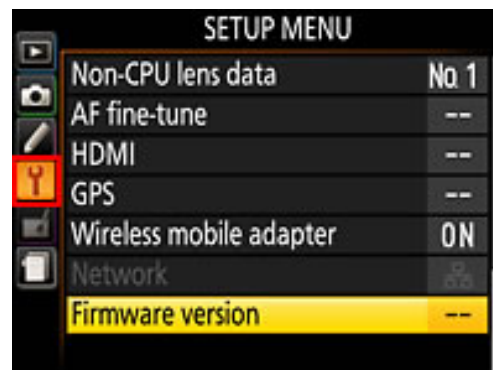 SETUP MENU
Non-CPU lens data No. 1
AF fine-tune --
HDMI --
GPS --
Wireless mobile adapter ON
Network
Firmware version --